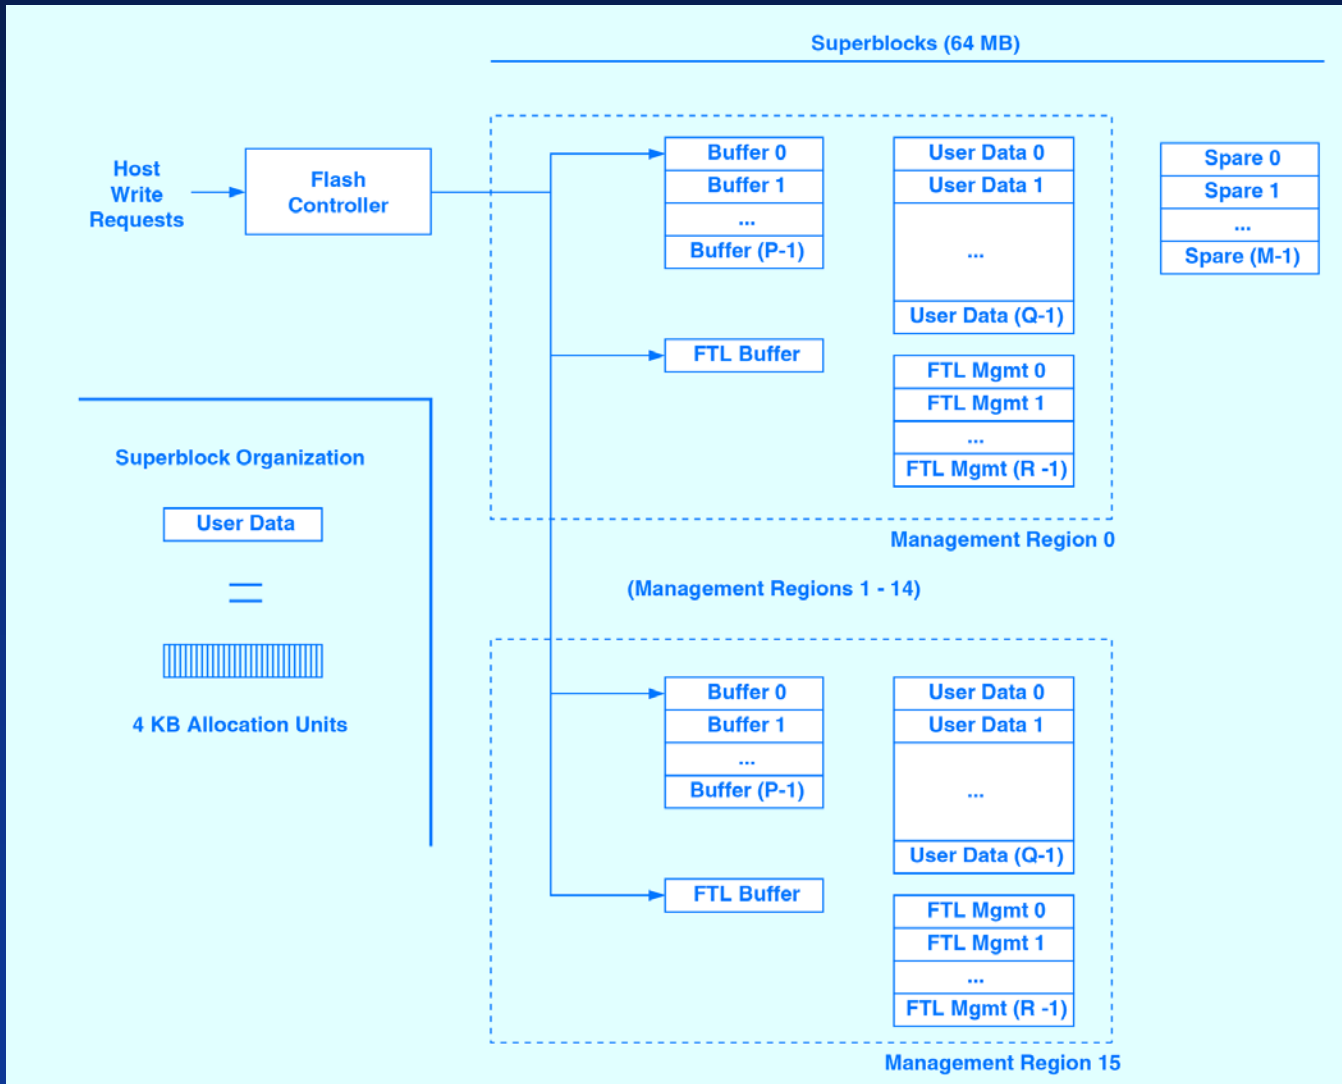 Superblocks (64 MB)
Host
Write
Requests
Flash
Controller
Buffer 0
Buffer 1
...
Buffer (P-1)
FTL Buffer
User Data 0
User Data 1
...
User Data (Q-1)
FTL Mgmt 0
FTL Mgmt 1
...
FTL Mgmt (R -1)
Spare 0
Spare 1
...
Spare (M-1)
Management Region 0
Superblock Organization
User Data
4 KB Allocation Units
(Management Regions 1 - 14)
Buffer 0
Buffer 1
...
Buffer (P-1)
FTL Buffer
User Data 0
User Data 1
...
User Data (Q-1)
FTL Mgmt 0
FTL Mgmt 1
...
FTL Mgmt (R -1)
Management Region 15